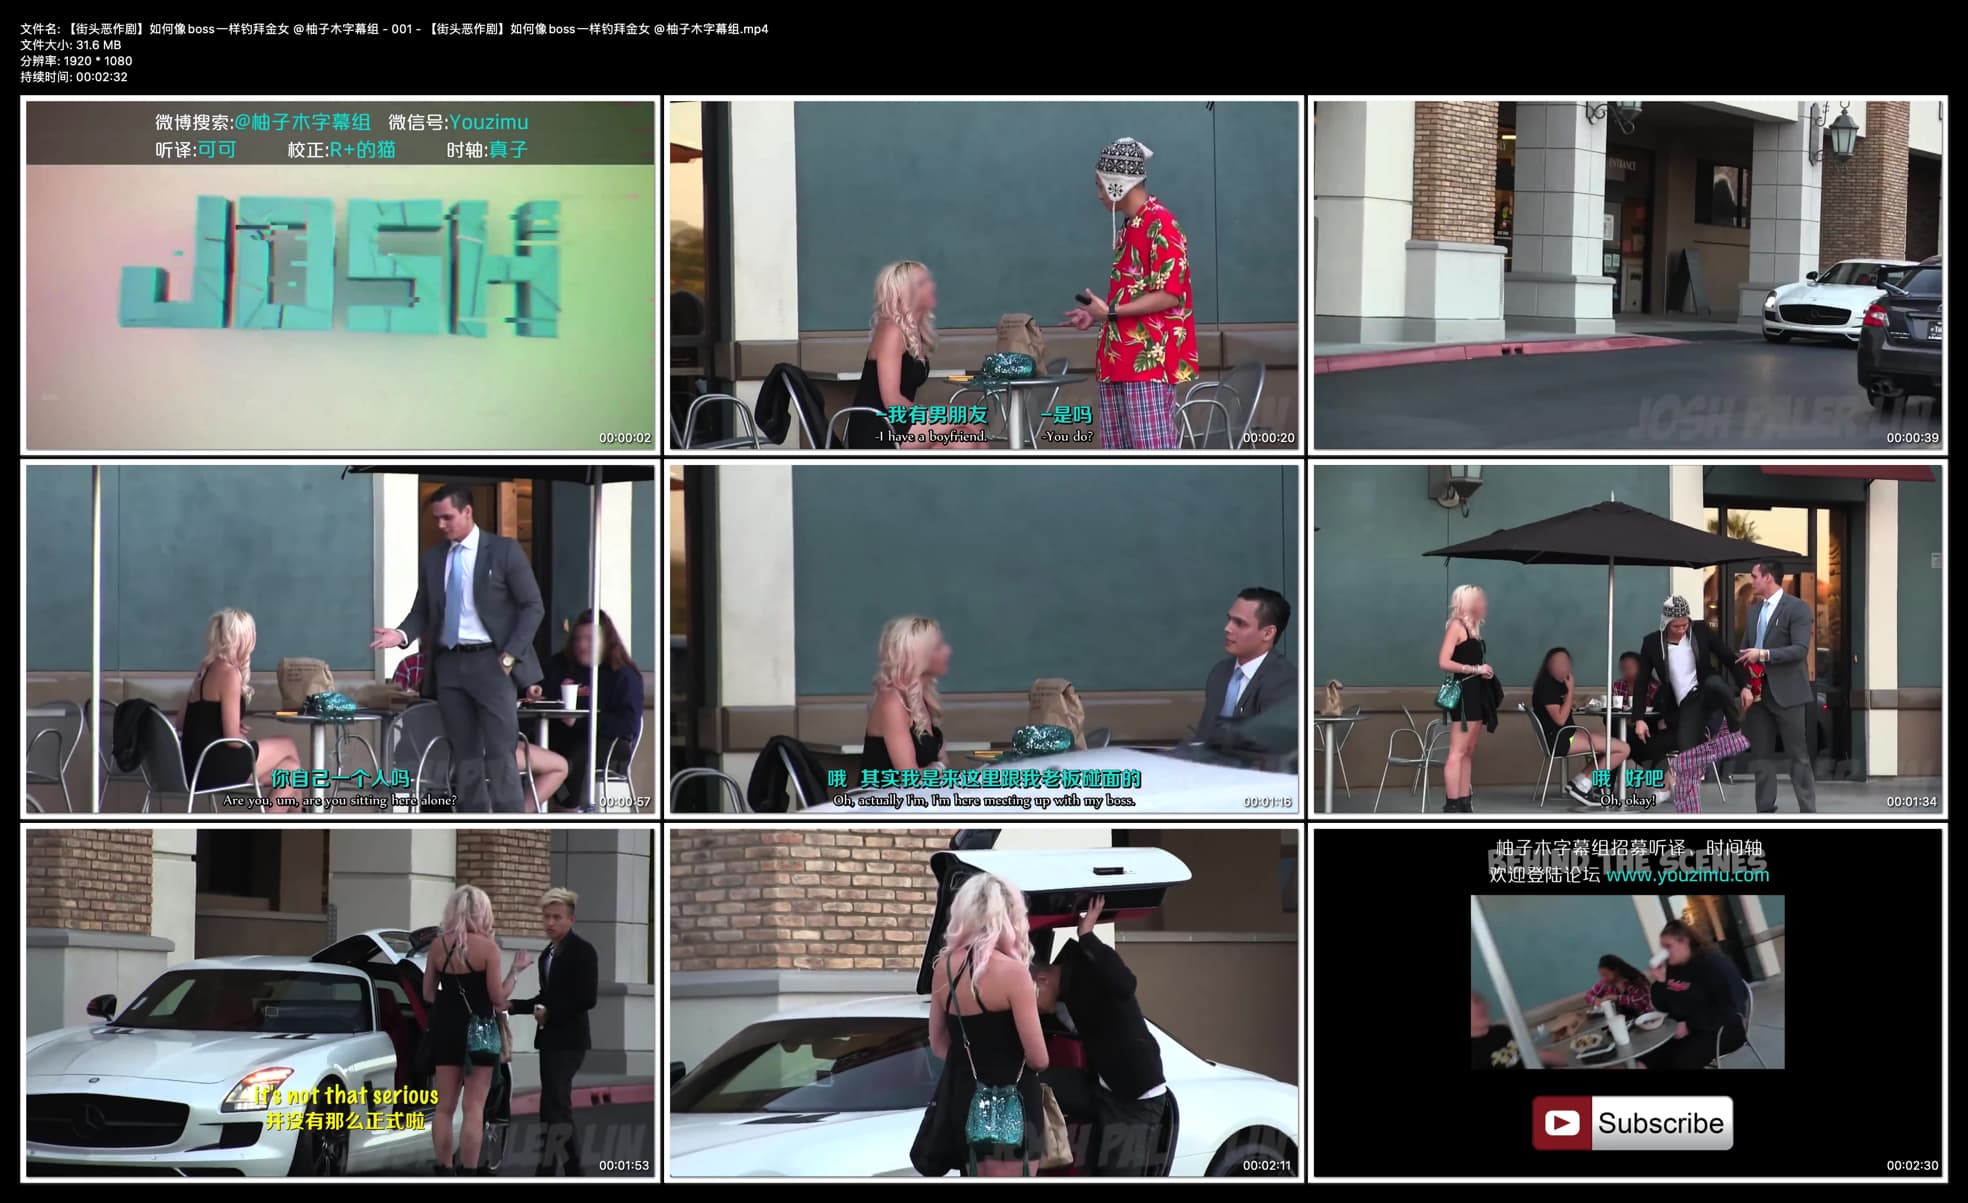 文件名: 【街头恶作剧】如何像boss一样钓拜金女 @柚子木字幕组 - 001 - 【街头恶作剧】如何像boss一样钓拜金女 @柚子木字幕组.mp4
文件大小: 31.6 MB
分辨率: 1920 * 1080
持续时间: 00:02:32
微博搜索:@柚子木字幕组 微信号:Youzimu
听译:可可 校正:R+的猫 时轴:真子
JOSH
00:00:02
-我有男朋友 -是吗
-I have a boyfriend. -You do?
00:00:20
ENTRANCE
JOSH PALER LIN
00:00:39
你自己一个人吗
Are you, um, are you sitting here alone?
00:00:57
哦 其实我是来这里跟我老板碰面的
Oh, actually I'm, I'm here meeting up with my boss.
00:01:16
哦 好吧
Oh, okay!
00:01:34
it's not that serious
并没有那么正式啦
00:01:53
00:02:11
柚子木字幕组招募听译、时间轴
BEHIND THE SCENES
欢迎登陆论坛 www.youzimu.com
Subscribe
00:02:30